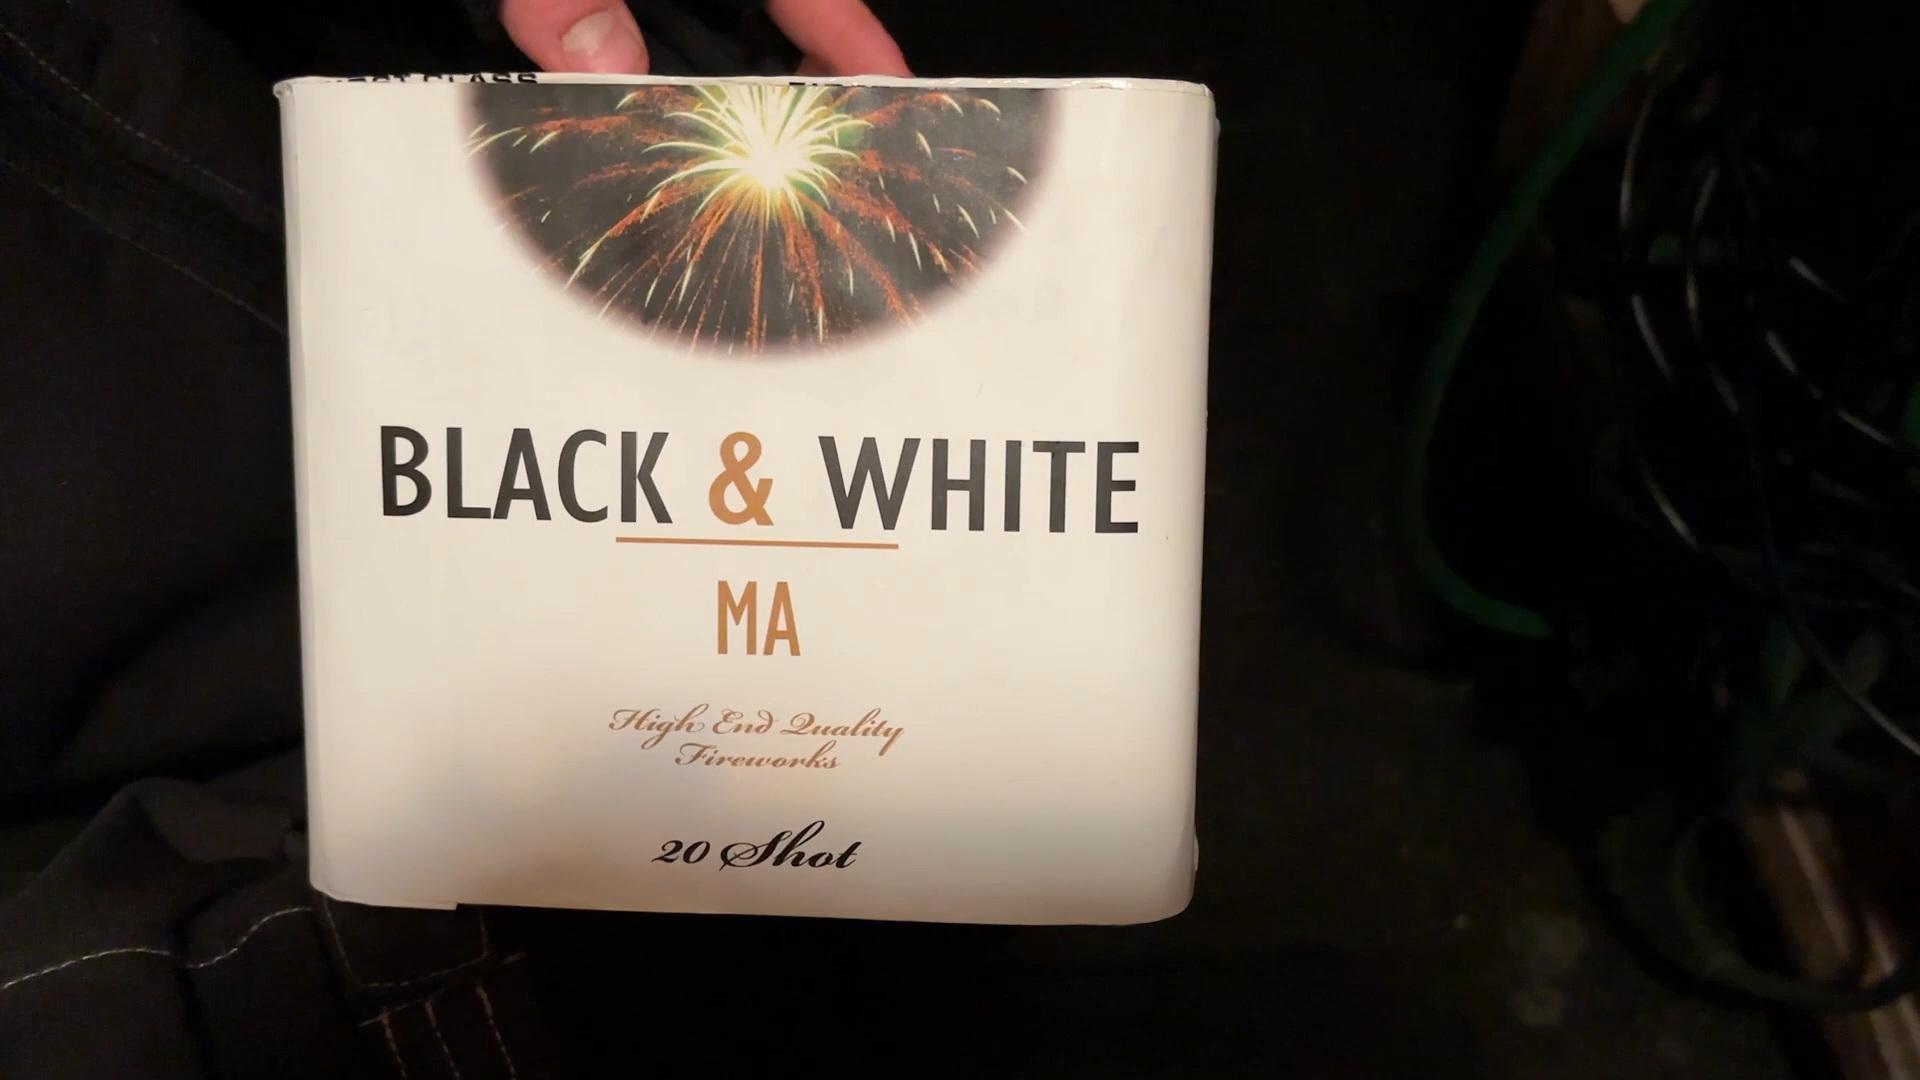 BLACK & WHITE
MA
High End Quality
Fireworks
20 Shot